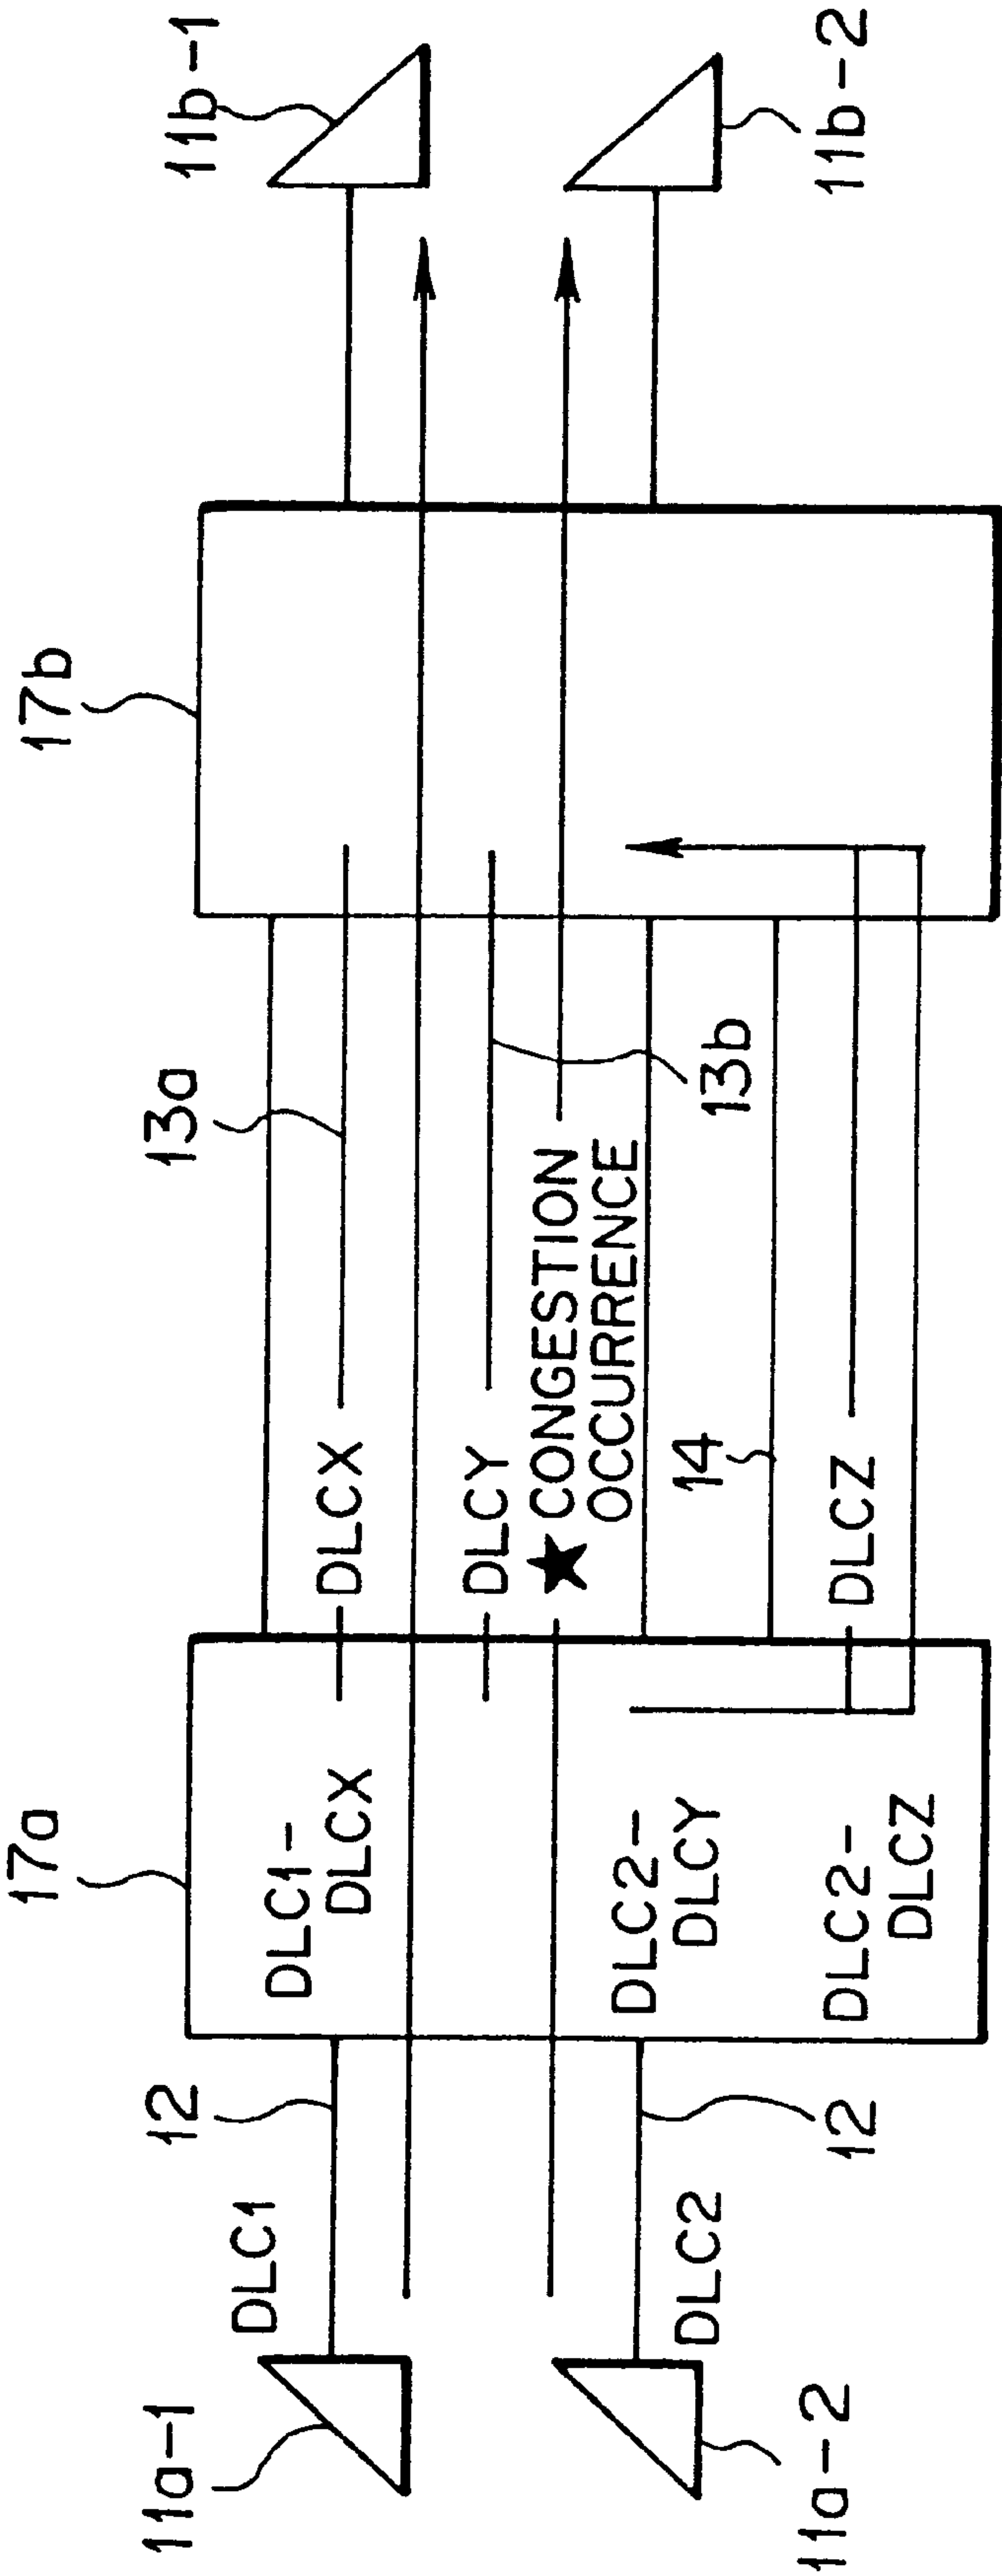 17a
17b
11a-1
DLC1
12
13a
11b-1
DLC1-
DLCX
DLCX
DLCY
★ CONGESTION
OCCURRENCE
13b
DLC2-
DLCY
14
DLC2-
DLCZ
DLCZ
11a-2
DLC2
12
11b-2